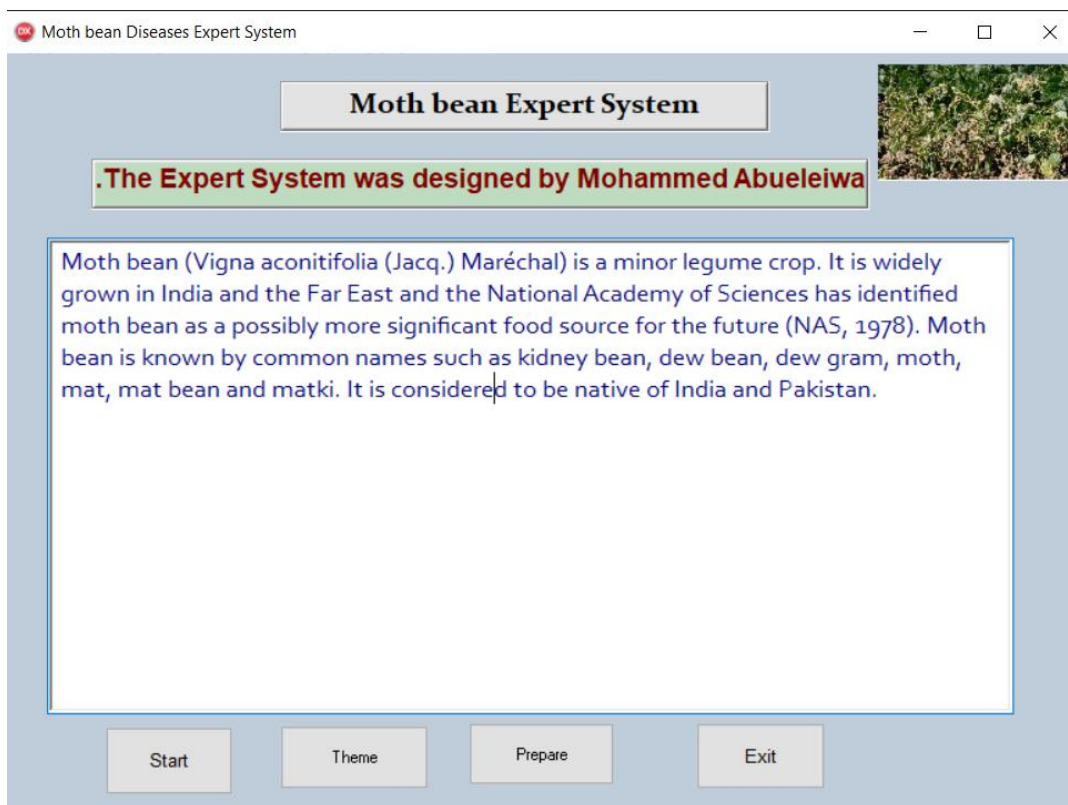 Moth bean Diseases Expert System
Moth bean Expert System
.The Expert System was designed by Mohammed Abueleiwa
Moth bean (Vigna aconitifolia (Jacq.) Maréchal) is a minor legume crop. It is widely
grown in India and the Far East and the National Academy of Sciences has identified
moth bean as a possibly more significant food source for the future (NAS, 1978). Moth
bean is known by common names such as kidney bean, dew bean, dew gram, moth,
mat, mat bean and matki. It is considered to be native of India and Pakistan.
Start Theme Prepare Exit